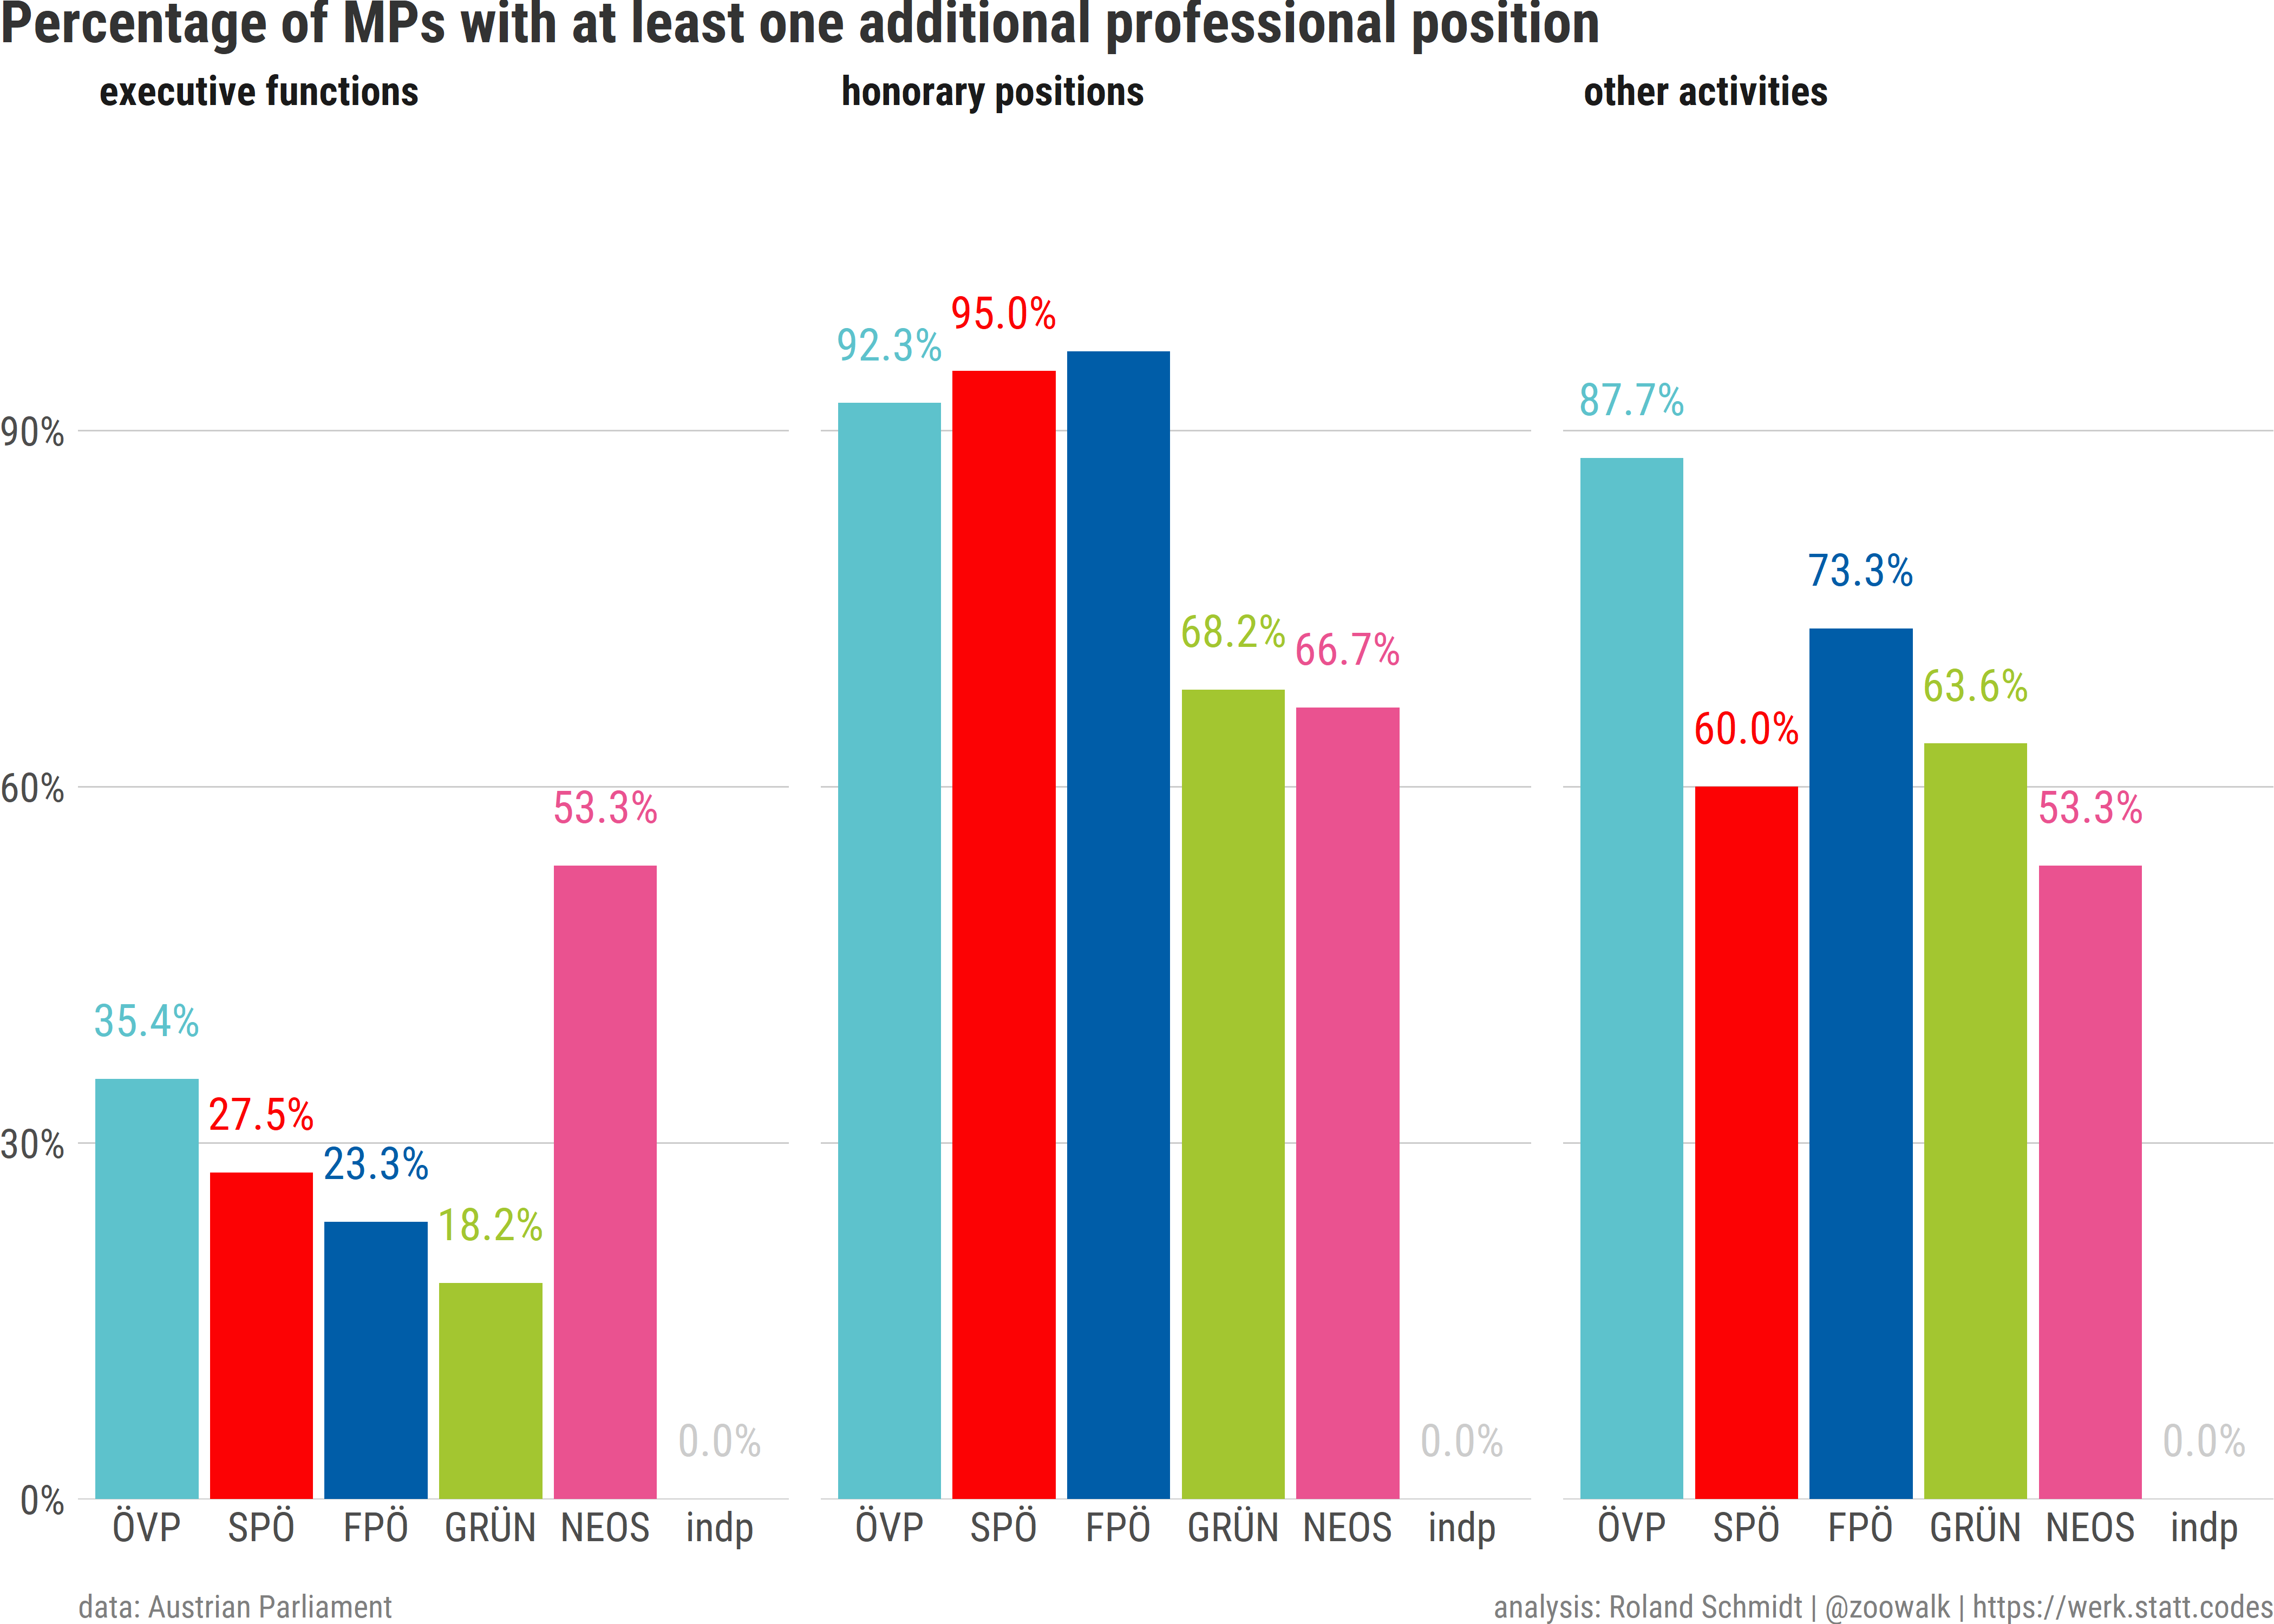 Percentage of MPs with at least one additional professional position
executive functions
honorary positions
other activities
95.0%
92.3%
87.7%
90%
73.3%
68.2%
66.7%
63.6%
60.0%
60%
53.3%
53.3%
35.4%
27.5%
30%
23.3%
18.2%
0.0%
0.0%
0.0%
0%
ÖVP SPÖ FPÖ GRÜN NEOS indp
ÖVP SPÖ FPÖ GRÜN NEOS indp
ÖVP SPÖ FPÖ GRÜN NEOS indp
data: Austrian Parliament
analysis: Roland Schmidt | @zoowalk | https://werk.statt.codes